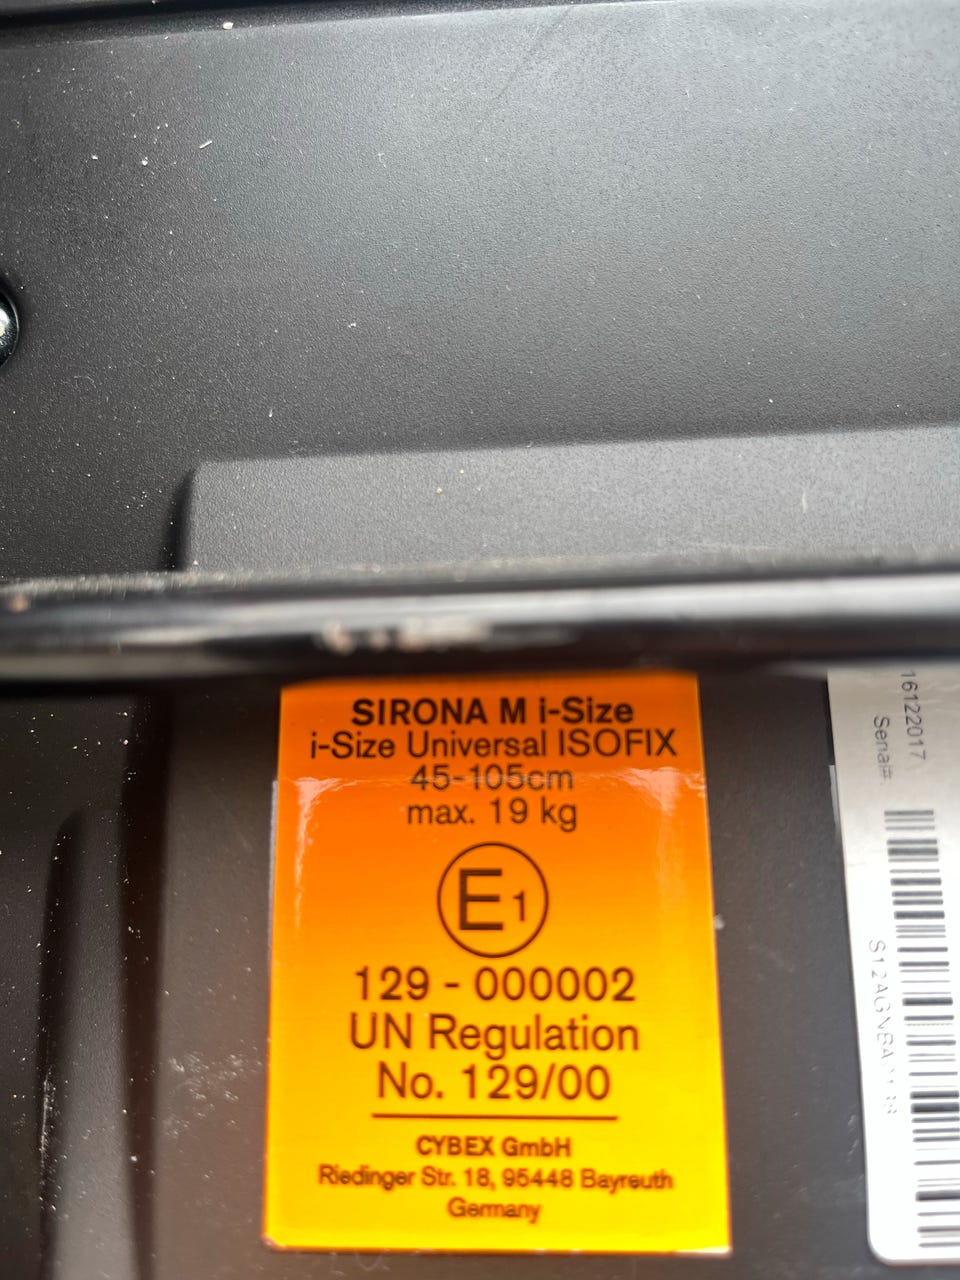 SIRONA M i-Size
i-Size Universal ISOFIX
45-105cm
max. 19 kg
E1
129 - 000002
UN Regulation
No. 129/00
CYBEX GmbH
Riedinger Str. 18, 95448 Bayreuth
Germany
16122017
Serial#: